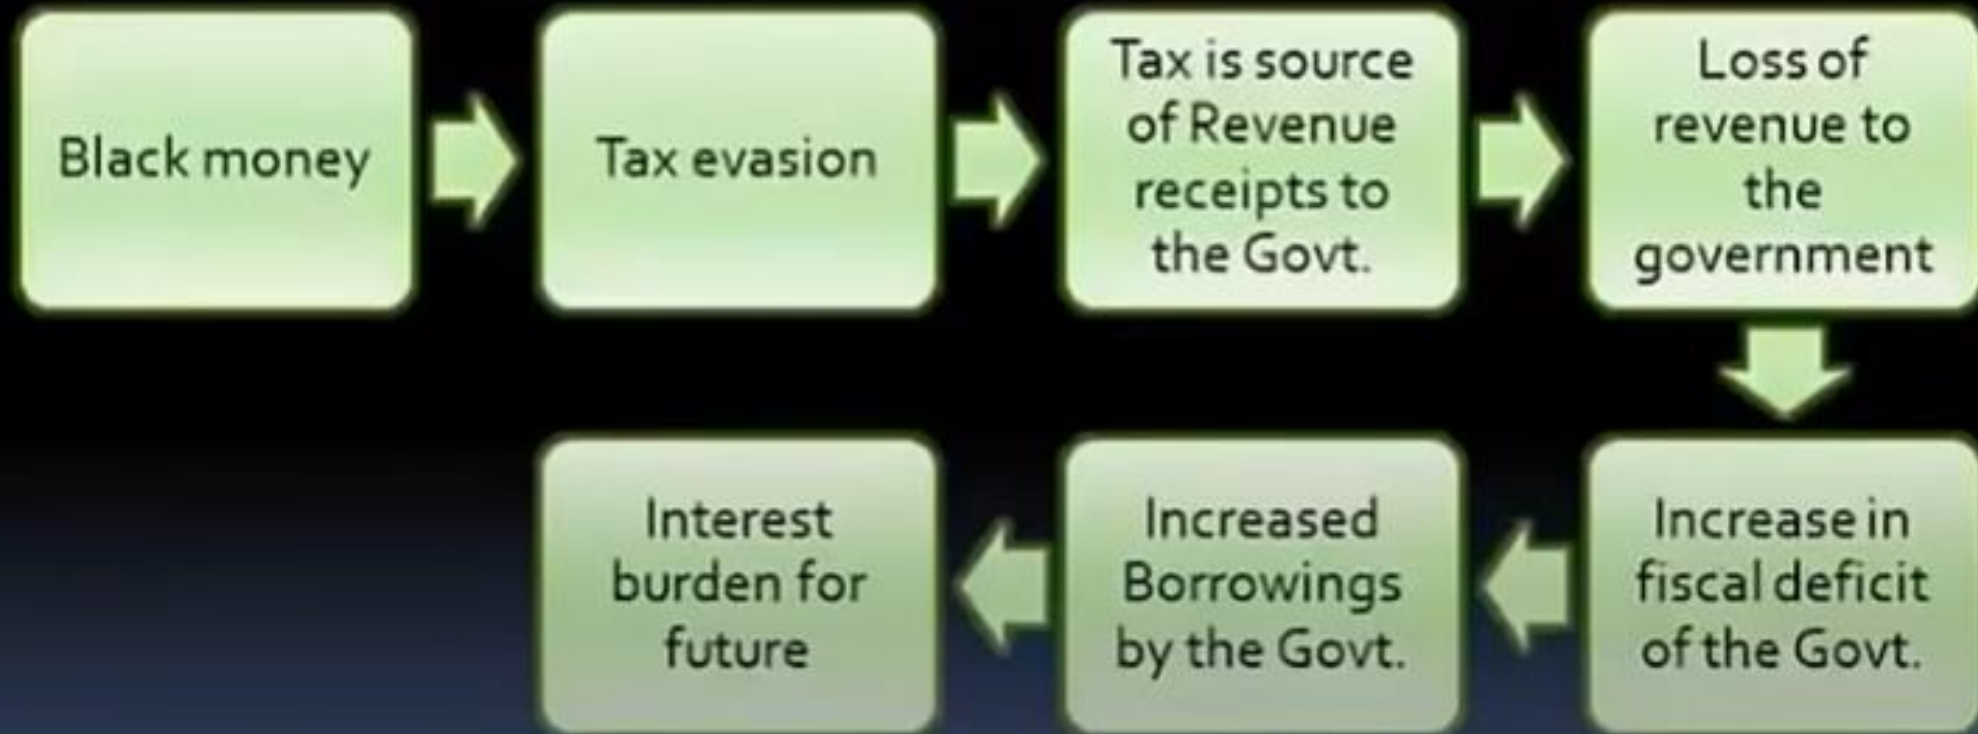 Black money
Tax evasion
Tax is source
of Revenue
receipts to
the Govt.
Loss of
revenue to
the
government
Increase in
fiscal deficit
of the Govt.
Increased
Borrowings
by the Govt.
Interest
burden for
future